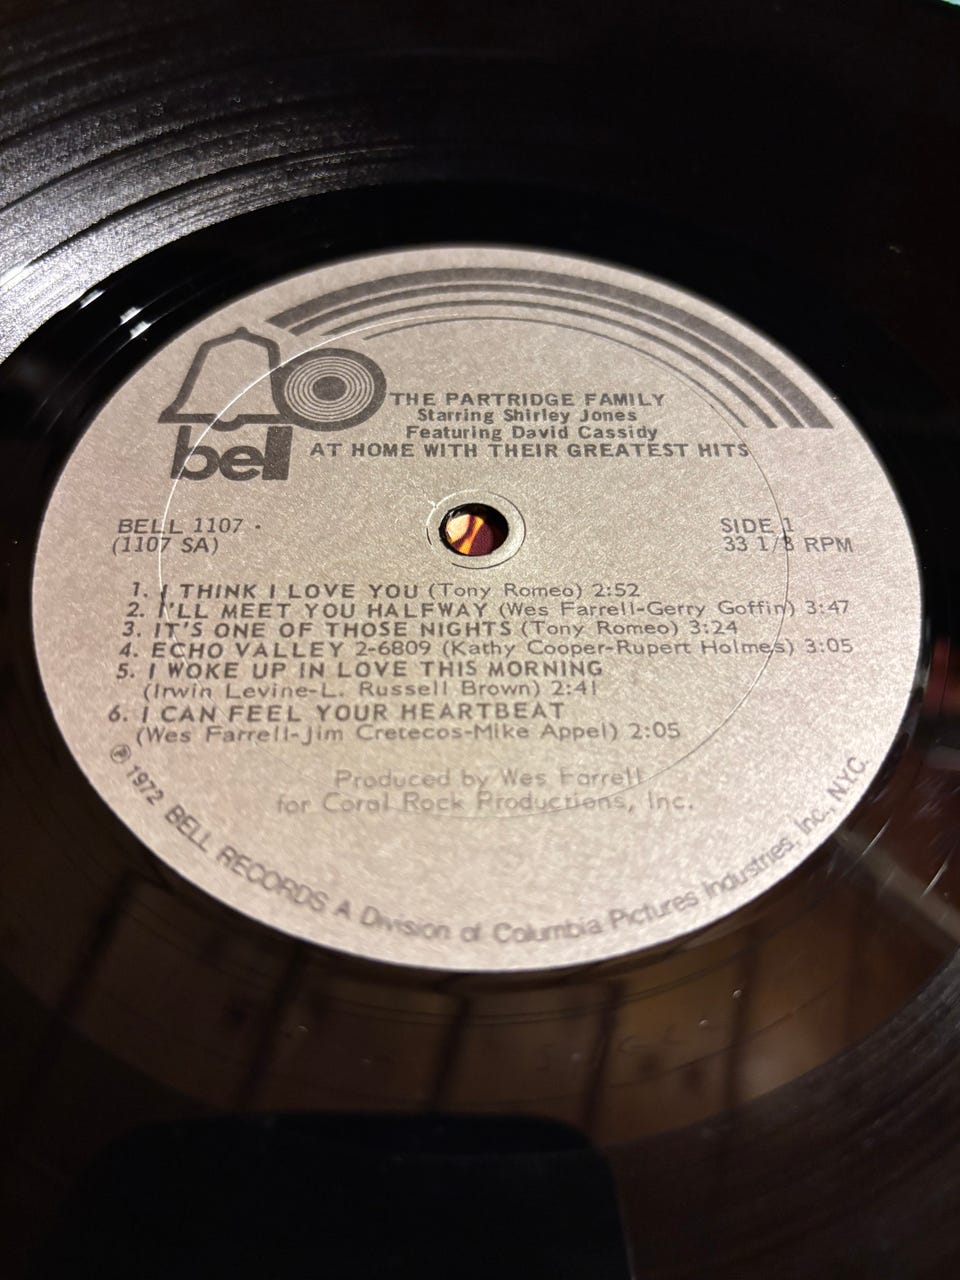 bell
THE PARTRIDGE FAMILY
Starring Shirley Jones
Featuring David Cassidy
AT HOME WITH THEIR GREATEST HITS
BELL 1107
(1107 SA)
SIDE 1
33 1/3 RPM
1. I THINK I LOVE YOU (Tony Romeo) 2:52
2. I'LL MEET YOU HALFWAY (Wes Farrell-Gerry Goffin) 3:47
3. IT'S ONE OF THOSE NIGHTS (Tony Romeo) 3:24
4. ECHO VALLEY 2-6809 (Kathy Cooper-Rupert Holmes) 3:05
5. I WOKE UP IN LOVE THIS MORNING
(Irwin Levine-L. Russell Brown) 2:41
6. I CAN FEEL YOUR HEARTBEAT
(Wes Farrell-Jim Cretecos-Mike Appel) 2:05
Produced by Wes Farrell
for Coral Rock Productions, Inc.
℗ 1972 BELL RECORDS A Division of Columbia Pictures Industries, Inc., N.Y.C.